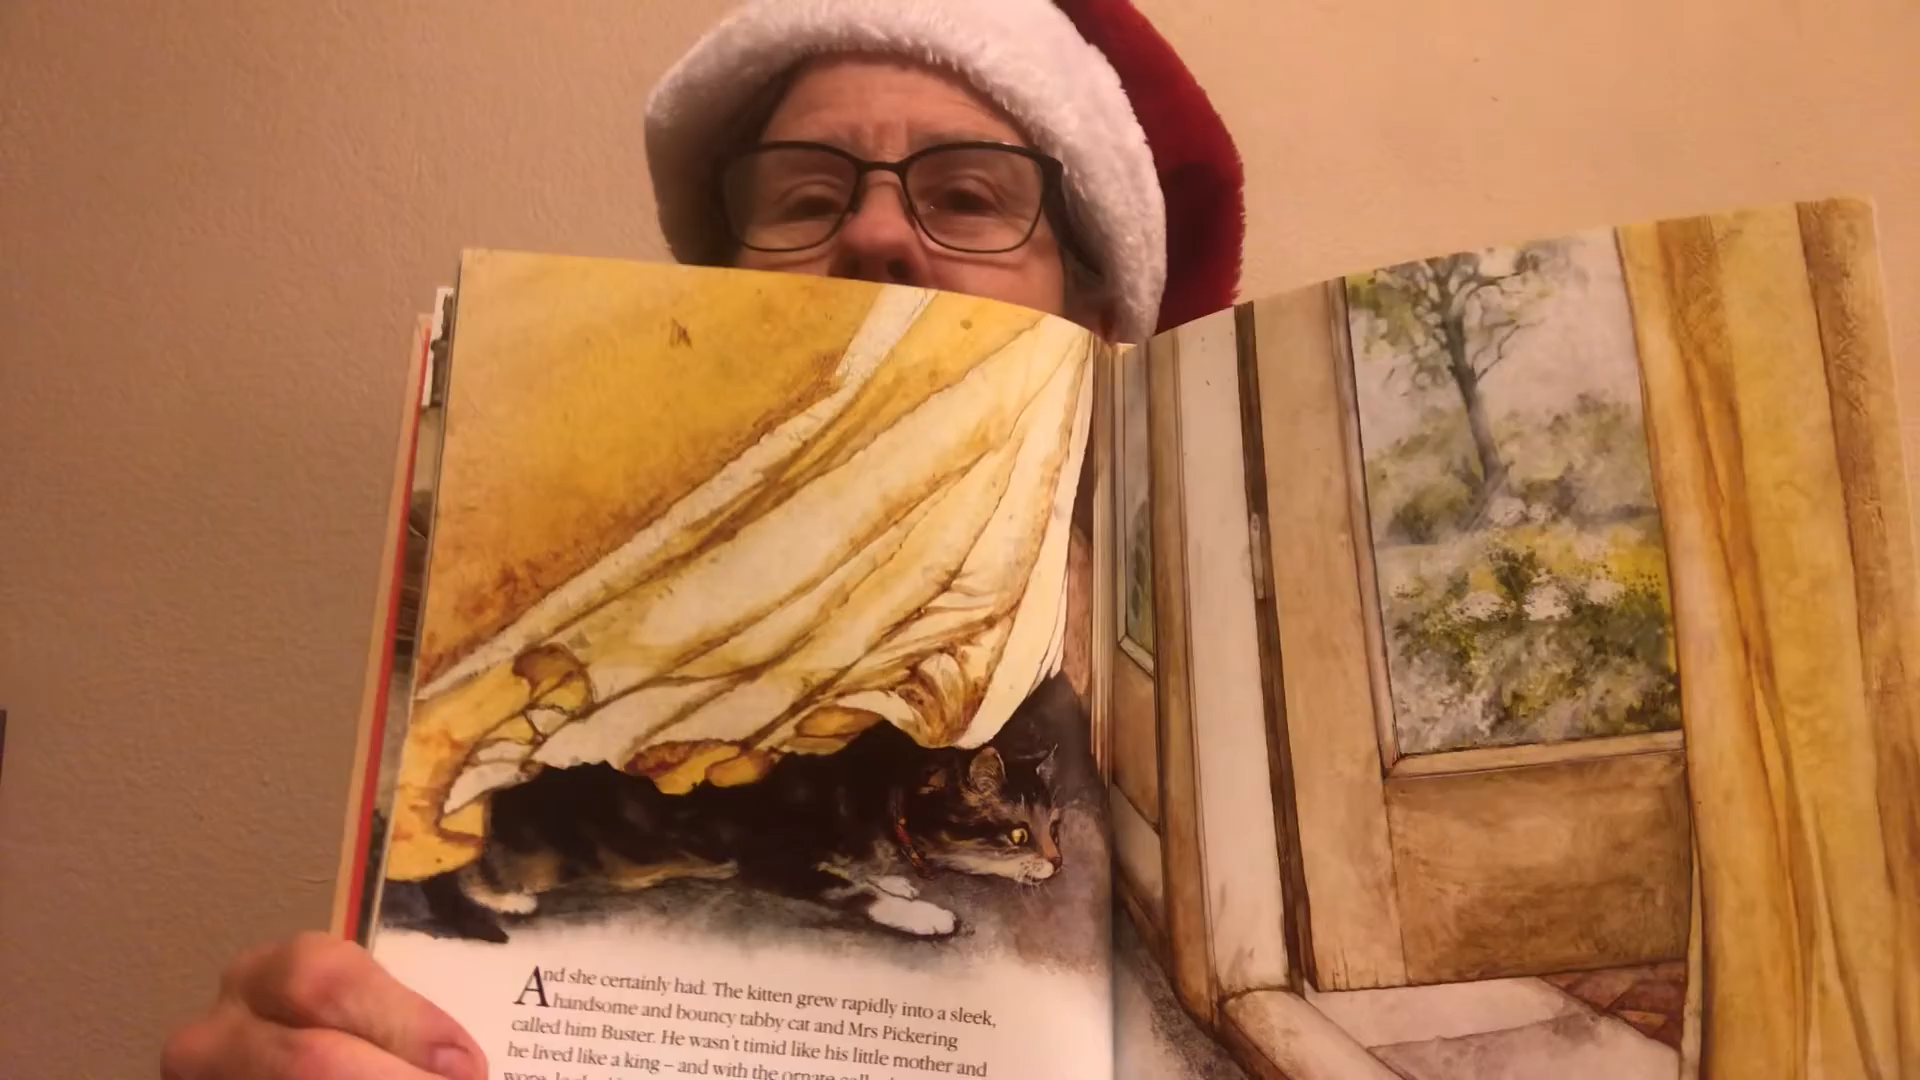 And she certainly had. The kitten grew rapidly into a sleek,
handsome and bouncy tabby cat and Mrs Pickering
called him Buster. He wasn't timid like his little mother and
he lived like a king – and with the ornate